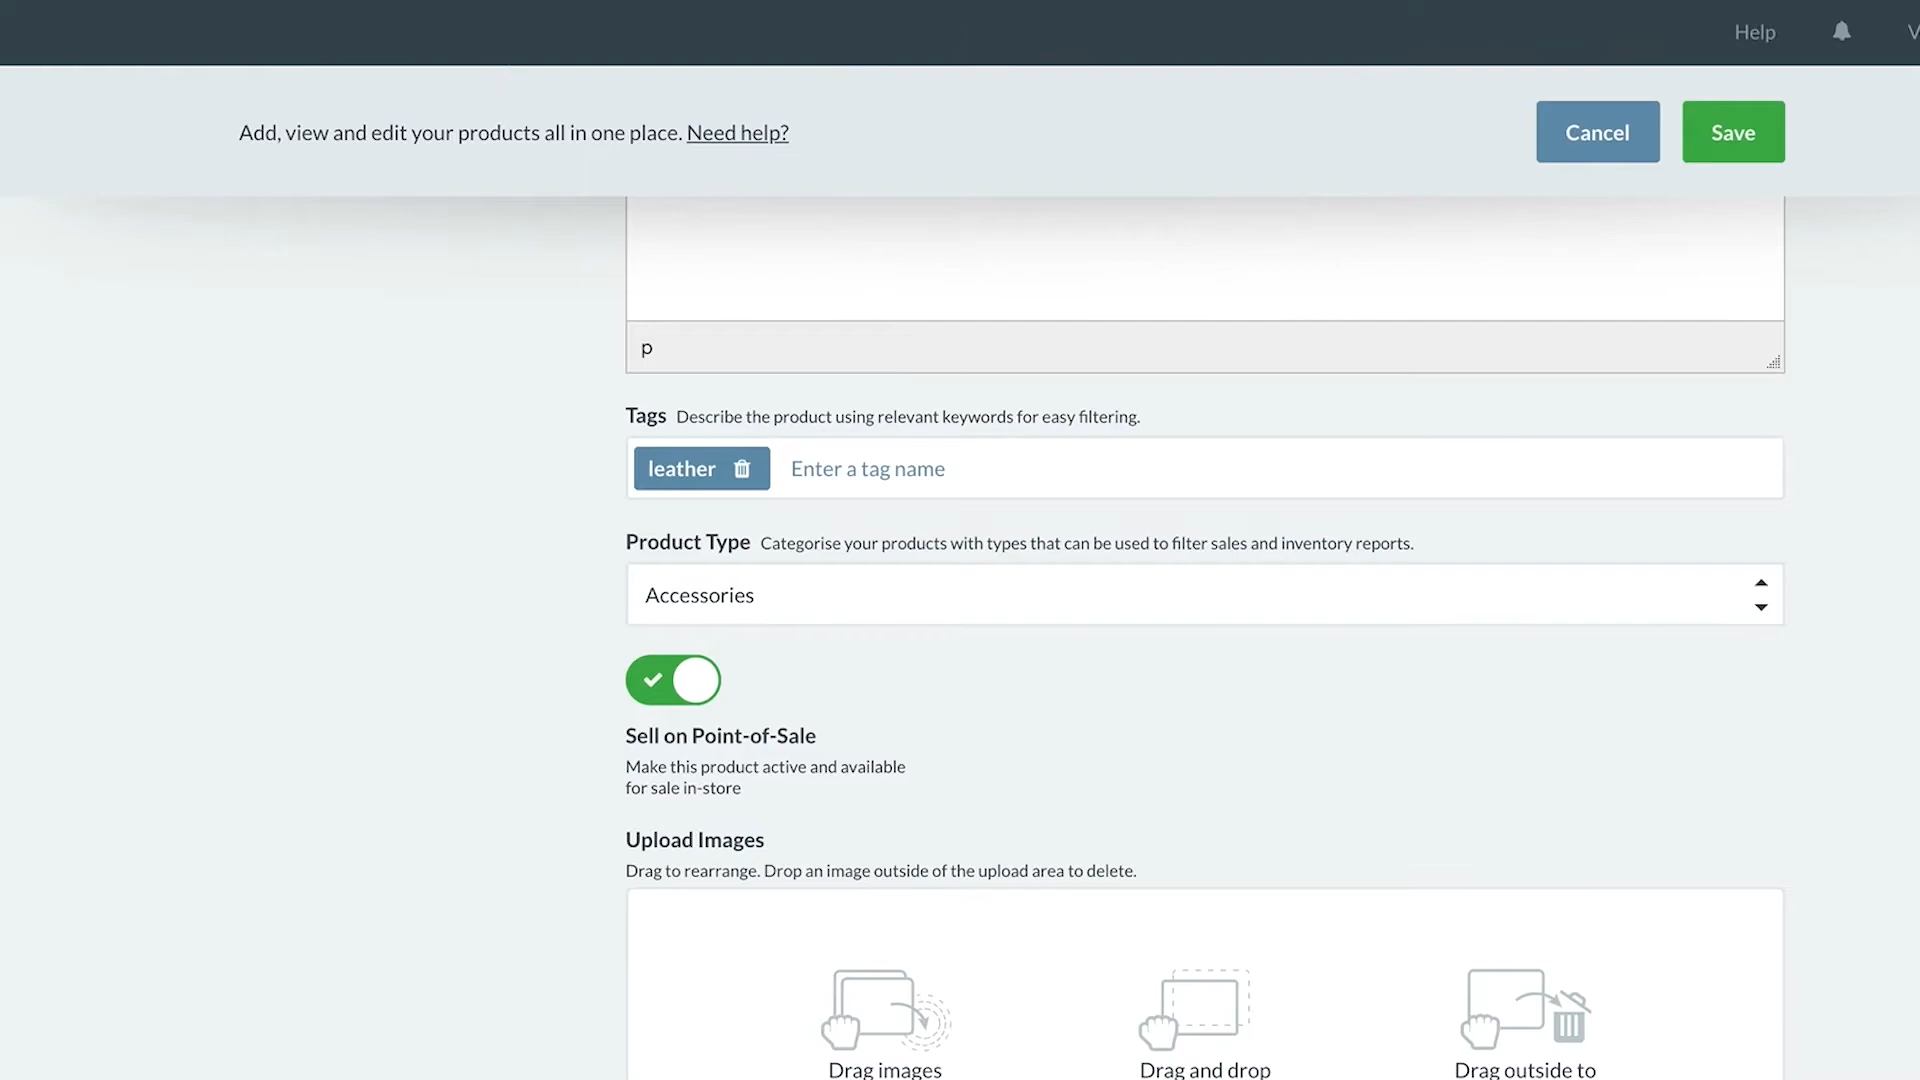 Help
Add, view and edit your products all in one place. Need help?
Cancel
Save
p
Tags Describe the product using relevant keywords for easy filtering.
leather
Enter a tag name
Product Type Categorise your products with types that can be used to filter sales and inventory reports.
Accessories
Sell on Point-of-Sale
Make this product active and available
for sale in-store
Upload Images
Drag to rearrange. Drop an image outside of the upload area to delete.
Drag images
Drag and drop
Drag outside to